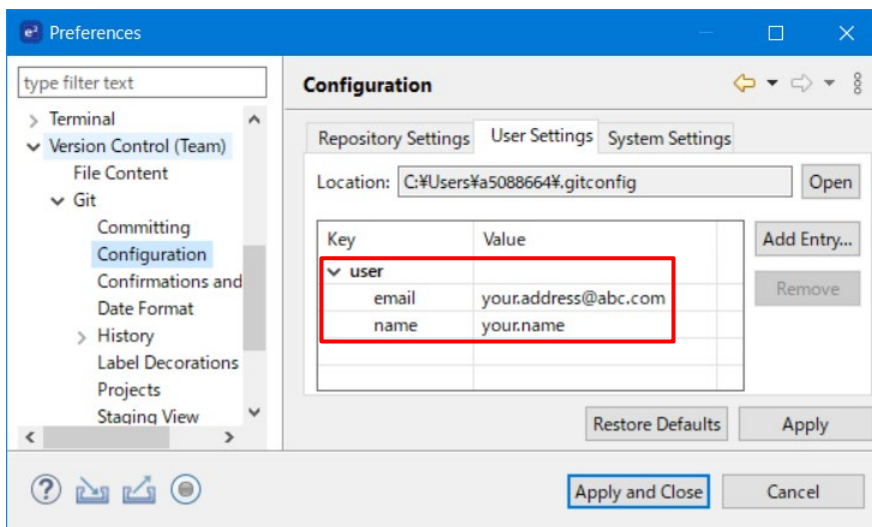 e² Preferences
type filter text
Terminal
Version Control (Team)
File Content
Git
Committing
Configuration
Confirmations and
Date Format
History
Label Decorations
Projects
Staging View
Configuration
Repository Settings User Settings System Settings
Location: C:¥Users¥a5088664¥.gitconfig Open
Key Value Add Entry...
user
email your.address@abc.com Remove
name your.name
Restore Defaults Apply
? Apply and Close Cancel